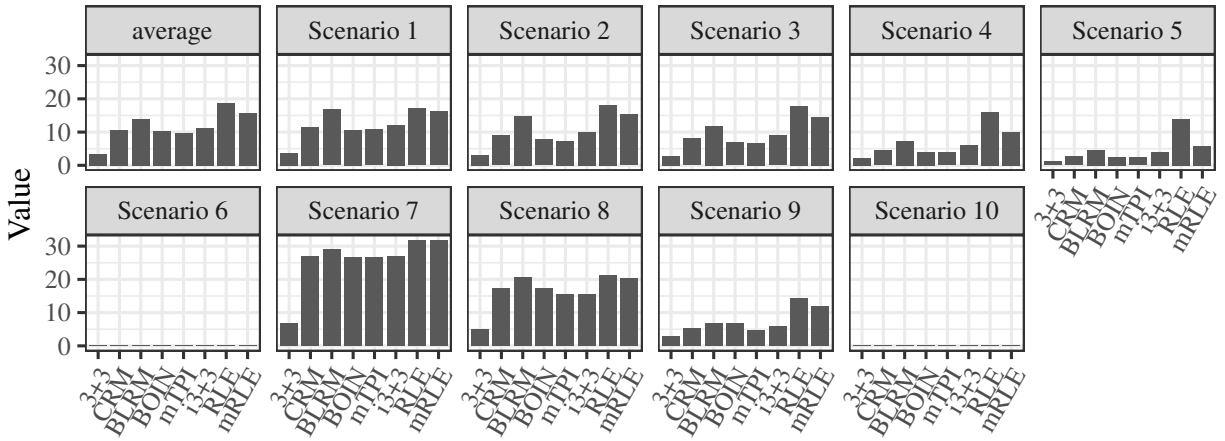 average
Scenario 1
Scenario 2
Scenario 3
Scenario 4
Scenario 5
30
20
10
0
3+3
CRM
BLRM
BOIN
mTPI
i3+3
RLE
mRLE
Value
Scenario 6
Scenario 7
Scenario 8
Scenario 9
Scenario 10
30
20
10
0
3+3
CRM
BLRM
BOIN
mTPI
i3+3
RLE
mRLE
3+3
CRM
BLRM
BOIN
mTPI
i3+3
RLE
mRLE
3+3
CRM
BLRM
BOIN
mTPI
i3+3
RLE
mRLE
3+3
CRM
BLRM
BOIN
mTPI
i3+3
RLE
mRLE
3+3
CRM
BLRM
BOIN
mTPI
i3+3
RLE
mRLE